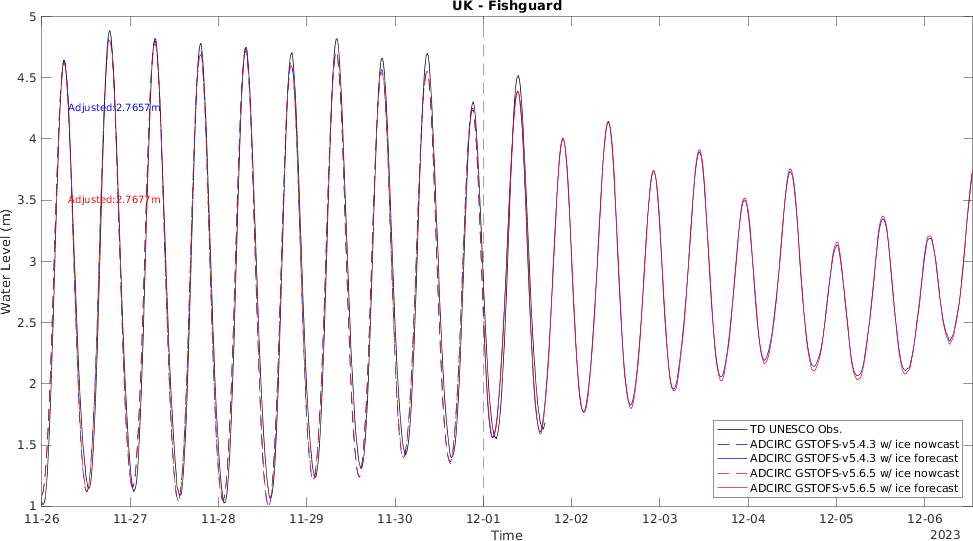 UK - Fishguard
5
4.5
4
3.5
3
2.5
2
1.5
1
Water Level (m)
Adjusted:2.7657m
Adjusted:2.7677m
TD UNESCO Obs.
ADCIRC GSTOFS-v5.4.3 w/ ice nowcast
ADCIRC GSTOFS-v5.4.3 w/ ice forecast
ADCIRC GSTOFS-v5.6.5 w/ ice nowcast
ADCIRC GSTOFS-v5.6.5 w/ ice forecast
11-26 11-27 11-28 11-29 11-30 12-01 12-02 12-03 12-04 12-05 12-06
Time
2023